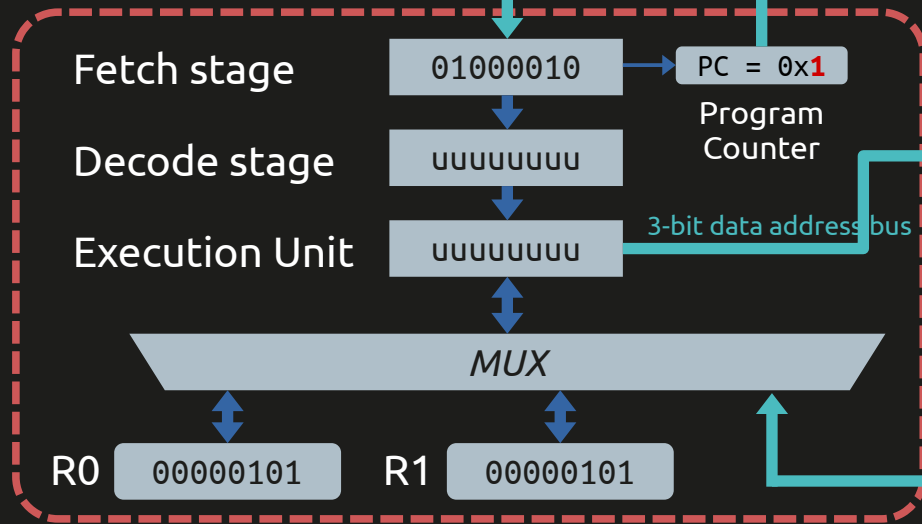 Fetch stage
01000010
PC = 0x1
Program
Counter
Decode stage
uuuuuuuu
3-bit data address bus
Execution Unit
uuuuuuuu
MUX
R0
00000101
R1
00000101